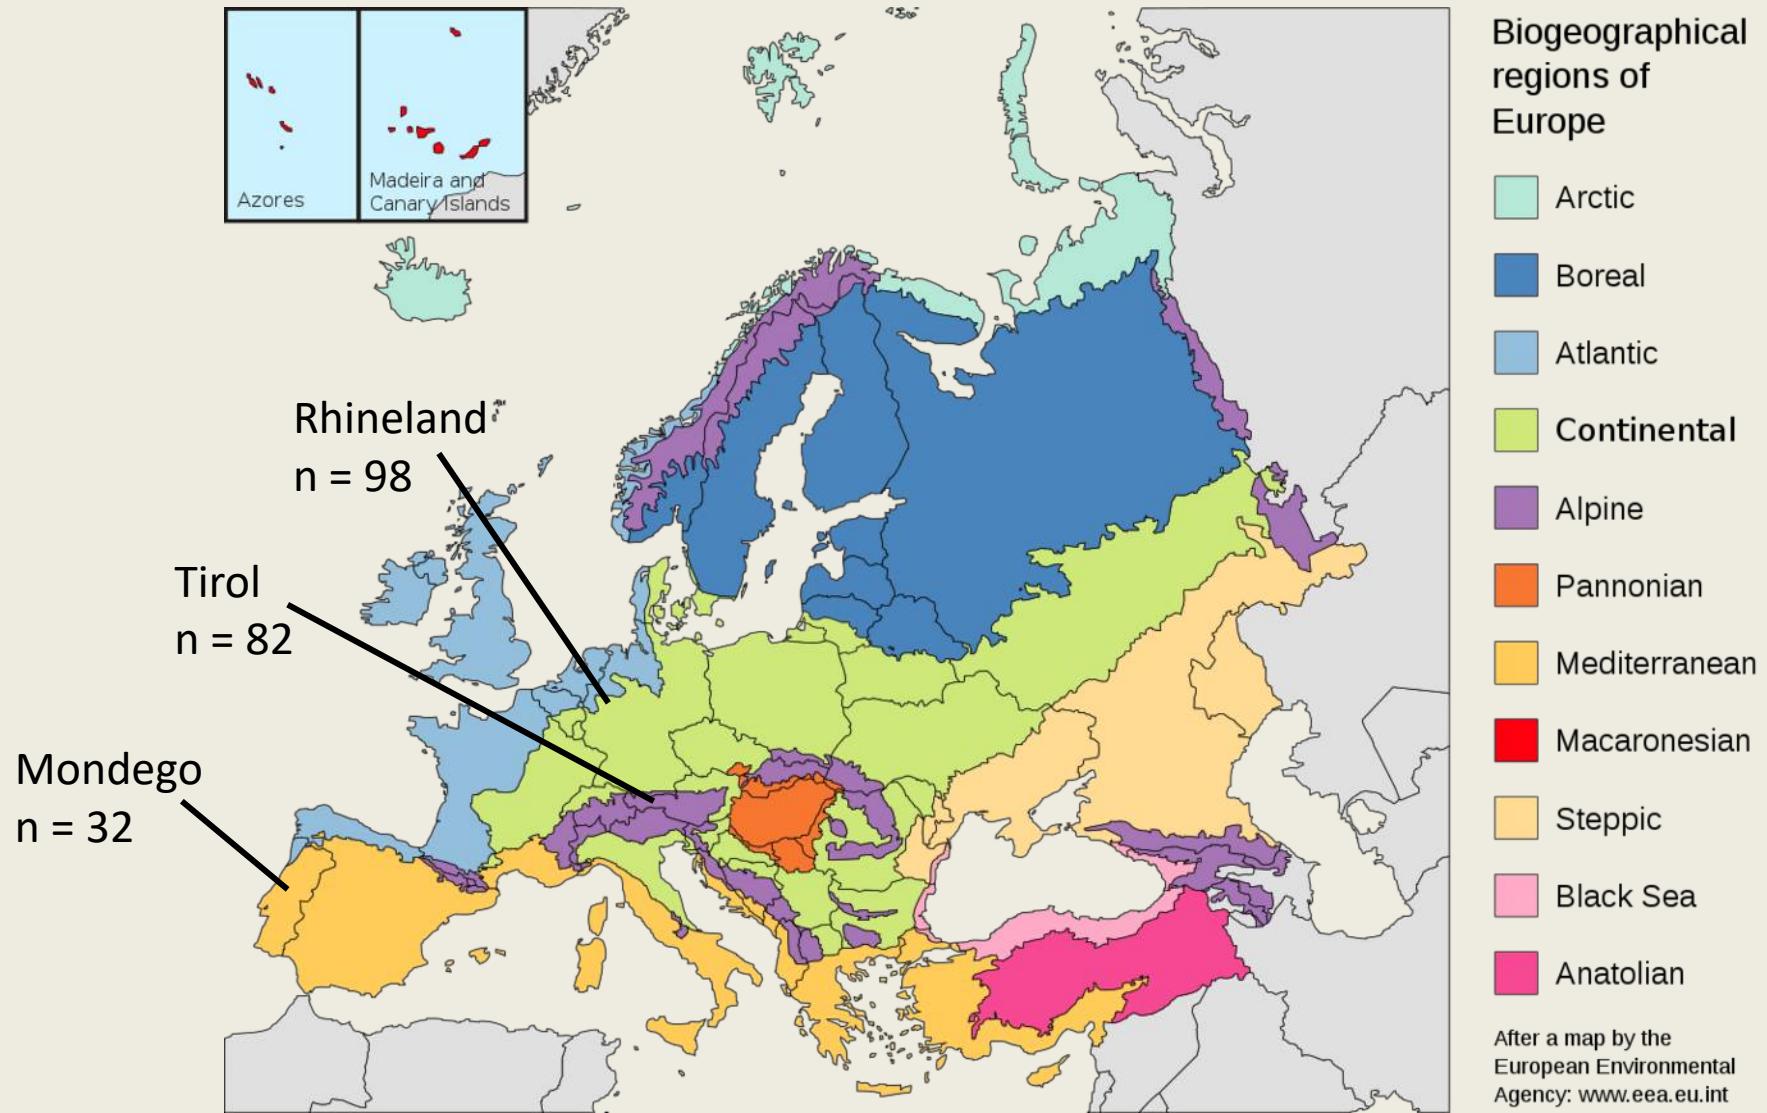 Azores
Madeira and
Canary Islands
Rhineland
n = 98
Tirol
n = 82
Mondego
n = 32
Biogeographical
regions of
Europe
Arctic
Boreal
Atlantic
Continental
Alpine
Pannonian
Mediterranean
Macaronesian
Steppic
Black Sea
Anatolian
After a map by the
European Environmental
Agency: www.eea.eu.int